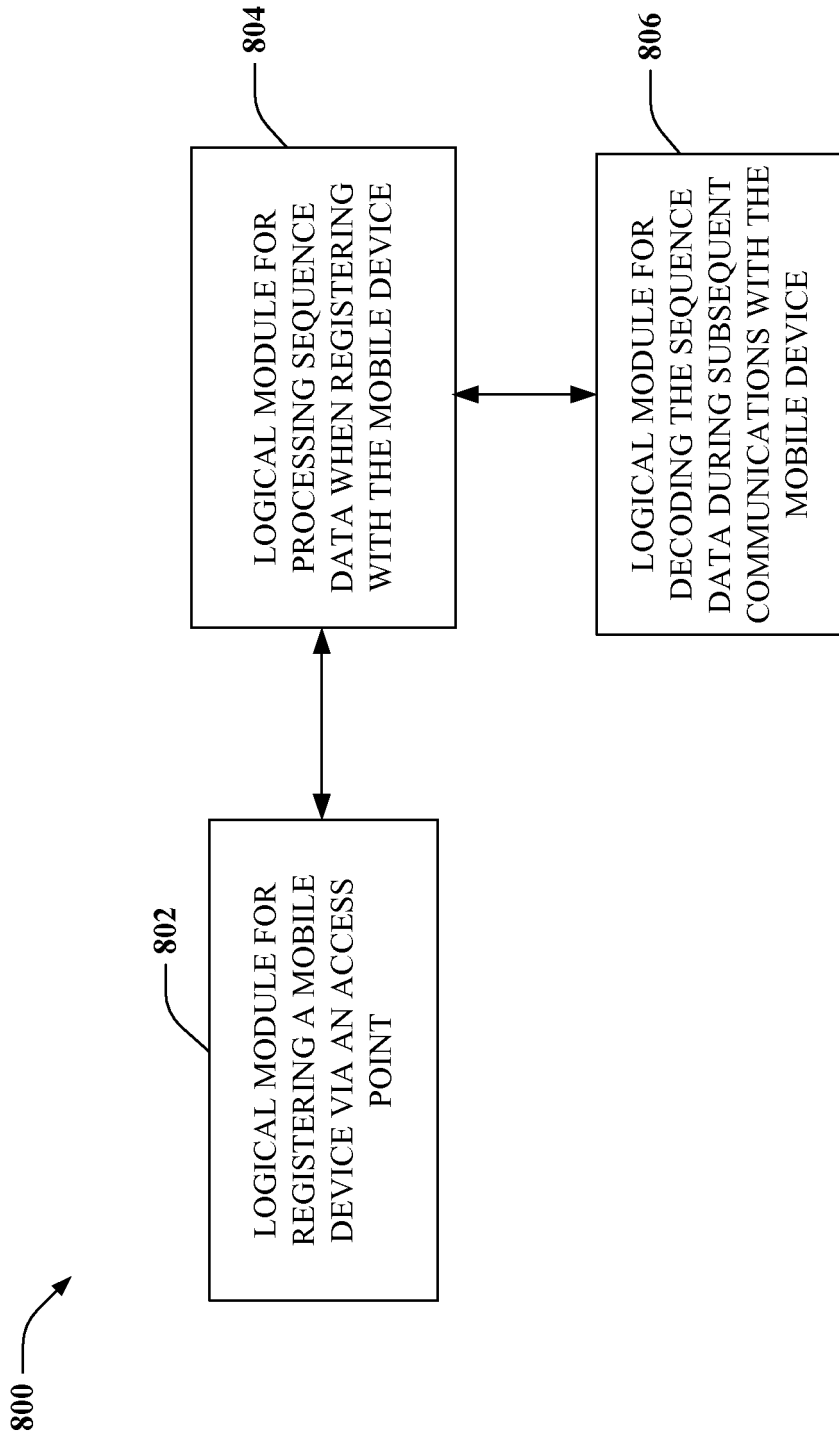 800
802
LOGICAL MODULE FOR
REGISTERING A MOBILE
DEVICE VIA AN ACCESS
POINT
804
LOGICAL MODULE FOR
PROCESSING SEQUENCE
DATA WHEN REGISTERING
WITH THE MOBILE DEVICE
806
LOGICAL MODULE FOR
DECODING THE SEQUENCE
DATA DURING SUBSEQUENT
COMMUNICATIONS WITH THE
MOBILE DEVICE